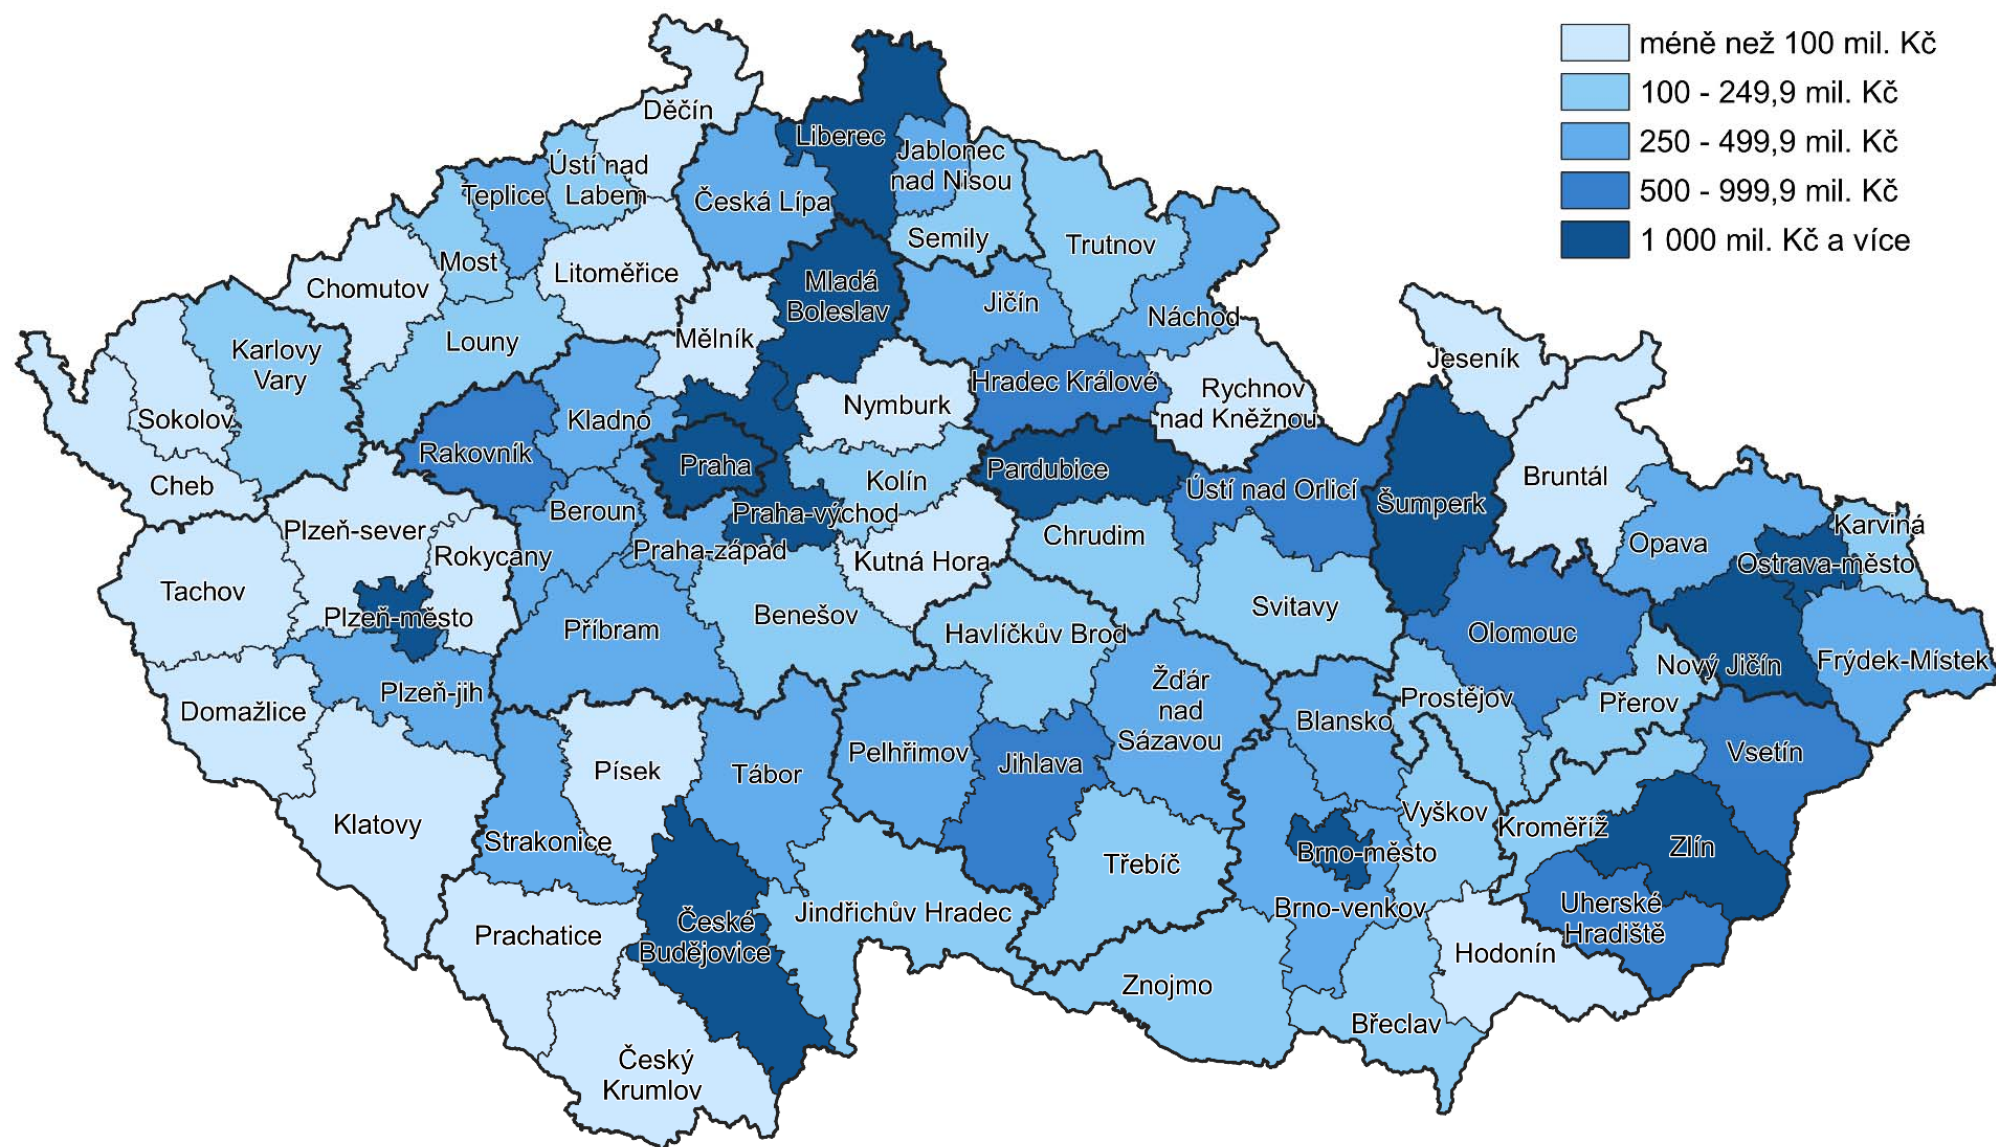 méně než 100 mil. Kč
100 - 249,9 mil. Kč
250 - 499,9 mil. Kč
500 - 999,9 mil. Kč
1 000 mil. Kč a více
Děčín
Liberec
Jablonec
nad Nisou
Ústí nad
Labem
Teplice
Česká Lípa
Semily
Trutnov
Most
Litoměřice
Chomutov
Mladá
Boleslav
Jičín
Náchod
Mělník
Louny
Karlovy
Vary
Jeseník
Hradec Králové
Rychnov
nad Kněžnou
Nymburk
Sokolov
Kladno
Rakovník
Praha
Pardubice
Kolín
Cheb
Ústí nad Orlicí
Šumperk
Bruntál
Beroun
Praha-východ
Plzeň-sever
Chrudim
Karviná
Opava
Praha-západ
Rokycany
Kutná Hora
Ostrava-město
Tachov
Plzeň-město
Benešov
Svitavy
Příbram
Havlíčkův Brod
Olomouc
Nový Jičín
Frýdek-Místek
Žďár
nad
Sázavou
Plzeň-jih
Domažlice
Prostějov
Přerov
Blansko
Pelhřimov
Jihlava
Vsetín
Písek
Tábor
Klatovy
Vyškov
Kroměříž
Strakonice
Brno-město
Zlín
Třebíč
Jindřichův Hradec
Brno-venkov
Uherské
Hradiště
České
Budějovice
Prachatice
Hodonín
Znojmo
Břeclav
Český
Krumlov